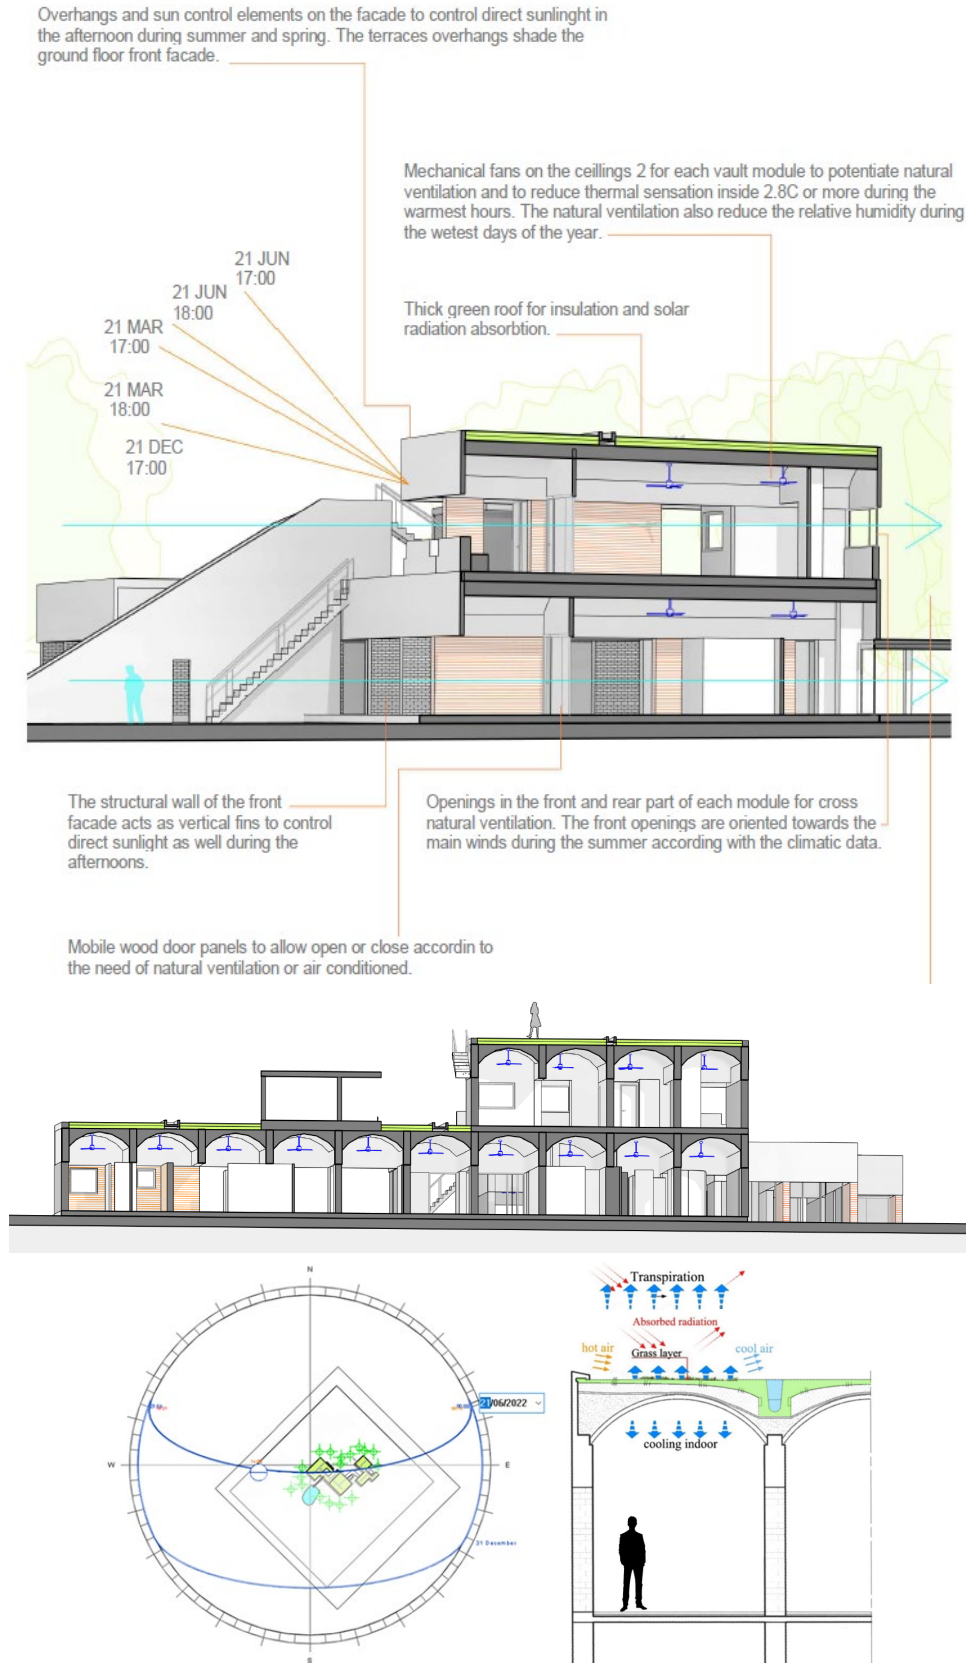 Overhangs and sun control elements on the facade to control direct sunlinght in
the afternoon during summer and spring. The terraces overhangs shade the
ground floor front facade.
Mechanical fans on the ceillings 2 for each vault module to potentiate natural
ventilation and to reduce thermal sensation inside 2.8C or more during the
warmest hours. The natural ventilation also reduce the relative humidity during
the wetest days of the year.
21 JUN
17:00
21 JUN
18:00
21 MAR
17:00
21 MAR
18:00
21 DEC
17:00
Thick green roof for insulation and solar
radiation absorbtion.
The structural wall of the front
facade acts as vertical fins to control
direct sunlight as well during the
afternoons.
Openings in the front and rear part of each module for cross
natural ventilation. The front openings are oriented towards the
main winds during the summer according with the climatic data.
Mobile wood door panels to allow open or close accordin to
the need of natural ventilation or air conditioned.
N
21/06/2022
W
E
21 December
S
Transpiration
Absorbed radiation
hot air
Grass layer
cool air
cooling indoor